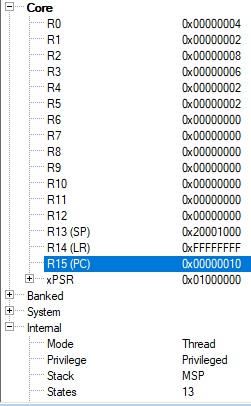 Core
R0 0x00000004
R1 0x00000002
R2 0x00000008
R3 0x00000006
R4 0x00000002
R5 0x00000002
R6 0x00000000
R7 0x00000000
R8 0x00000000
R9 0x00000000
R10 0x00000000
R11 0x00000000
R12 0x00000000
R13 (SP) 0x20001000
R14 (LR) 0xFFFFFFFF
R15 (PC) 0x00000010
xPSR 0x01000000
Banked
System
Internal
Mode Thread
Privilege Privileged
Stack MSP
States 13